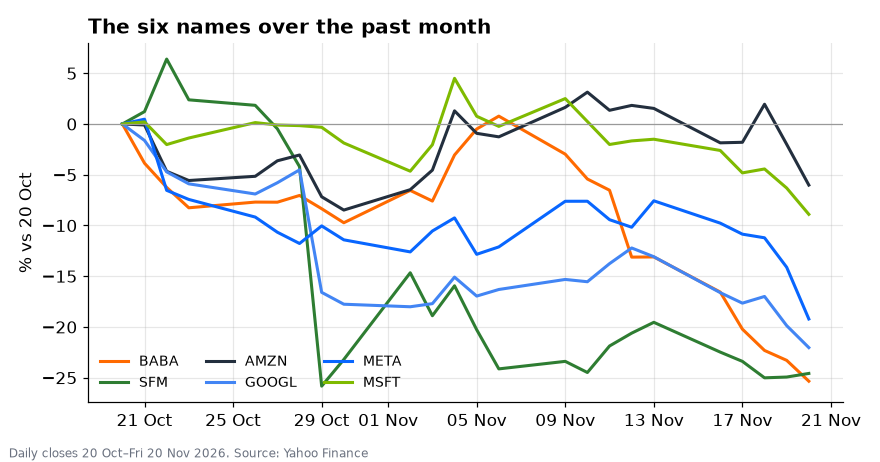 The six names over the past month
% vs 20 Oct
5
0
−5
−10
−15
−20
−25
BABA AMZN META
SFM GOOGL MSFT
21 Oct 25 Oct 29 Oct 01 Nov 05 Nov 09 Nov 13 Nov 17 Nov 21 Nov
Daily closes 20 Oct–Fri 20 Nov 2026. Source: Yahoo Finance